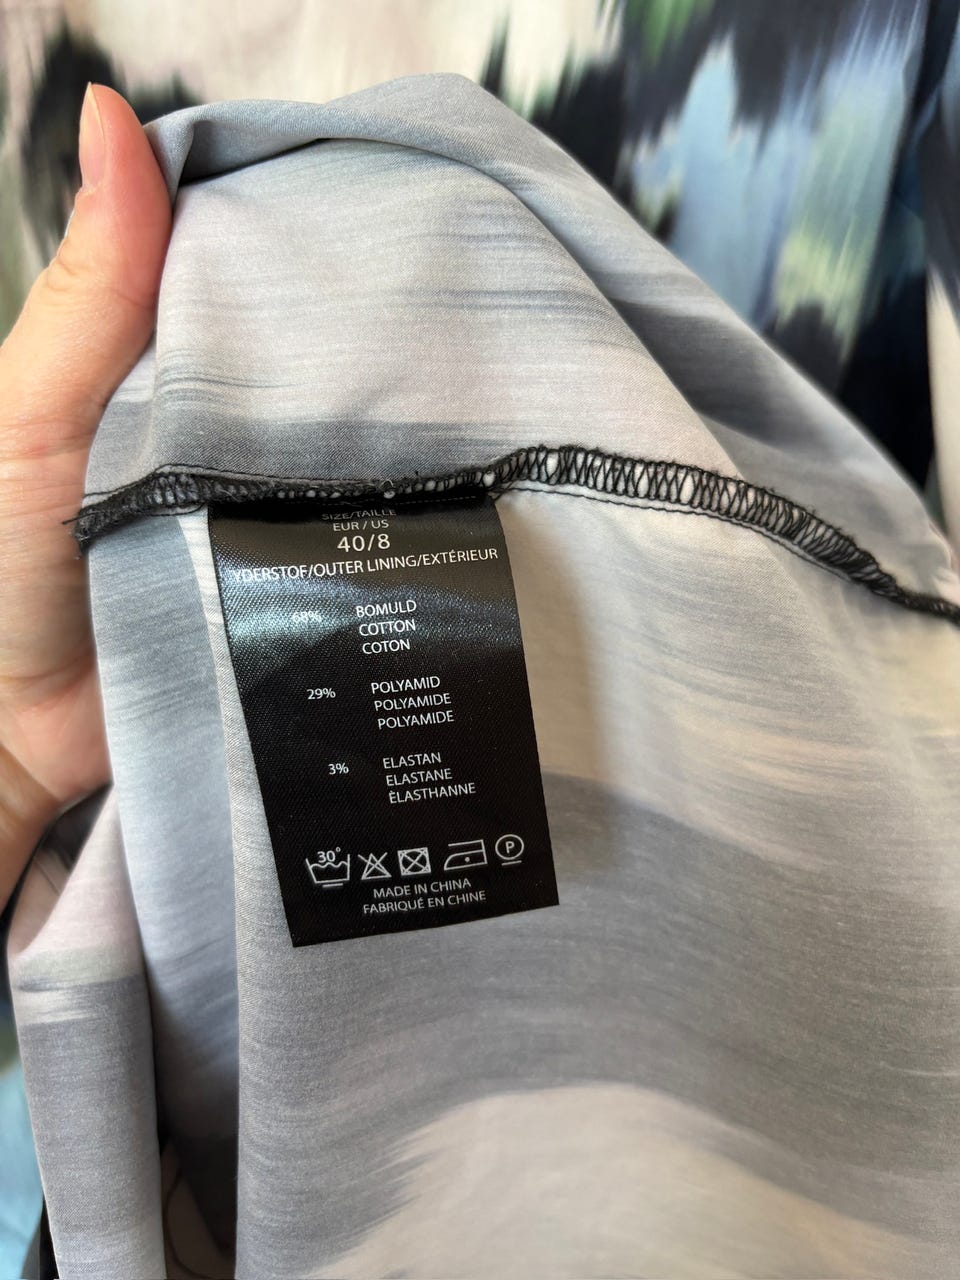 SIZE/TAILLE
EUR / US
40/8
YDERSTOF/OUTER LINING/EXTÉRIEUR
68% BOMULD
COTTON
COTON
29% POLYAMID
POLYAMIDE
POLYAMIDE
3% ELASTAN
ELASTANE
ÈLASTHANNE
30°
P
MADE IN CHINA
FABRIQUÉ EN CHINE